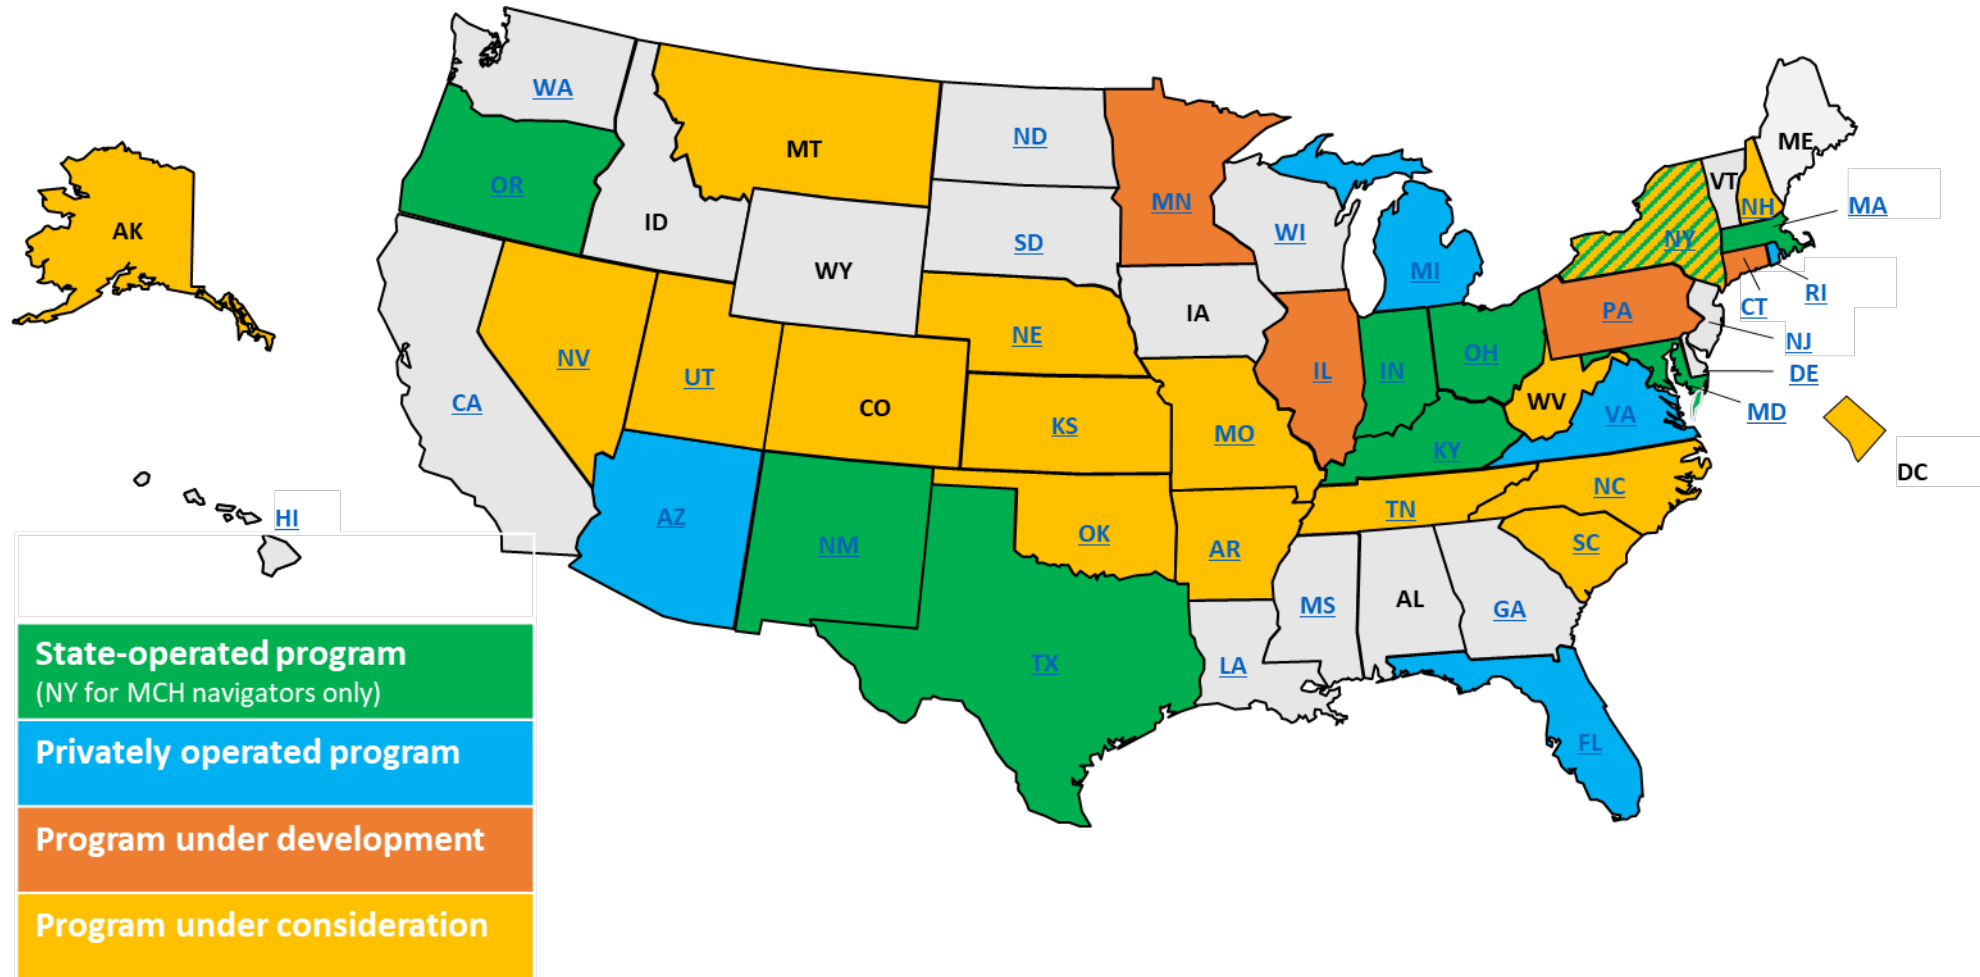 WA
MT
ND
MN
ME
VT
NH
MA
OR
AK
ID
SD
WI
NY
MI
WY
RI
CT
IA
PA
NJ
NE
NV
UT
IL
IN
OH
DE
CA
CO
KS
MO
WV
VA
MD
KY
DC
HI
AZ
NM
OK
AR
TN
NC
SC
MS
AL
GA
TX
LA
FL
State-operated program
(NY for MCH navigators only)
Privately operated program
Program under development
Program under consideration